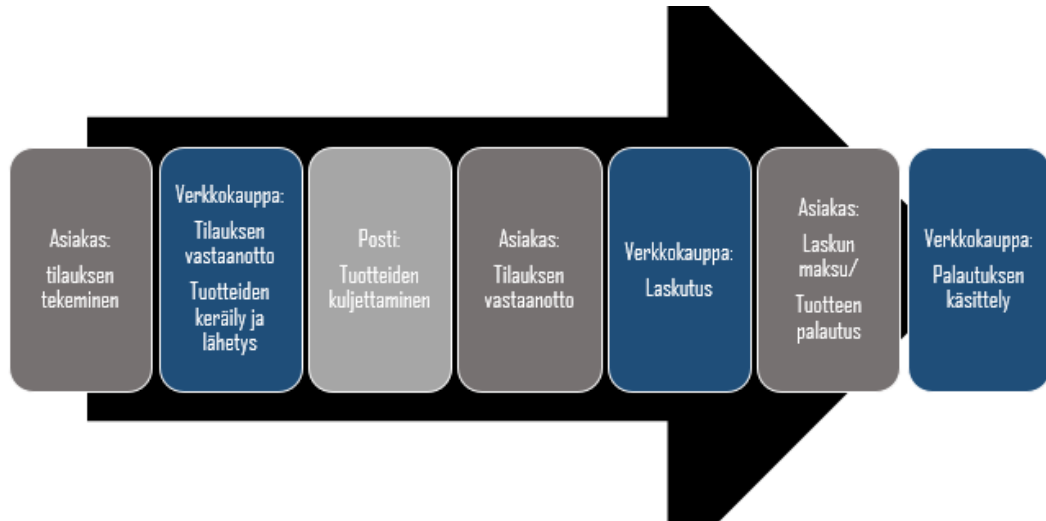 Asiakas:
tilauksen
tekeminen
Verkkokauppa:
Tilauksen
vastaanotto
Tuotteiden
keräily ja
lähetys
Posti:
Tuotteiden
kuljettaminen
Asiakas:
Tilauksen
vastaanotto
Verkkokauppa:
Laskutus
Asiakas:
Laskun
maksu/
Tuotteen
palautus
Verkkokauppa:
Palautuksen
käsittely